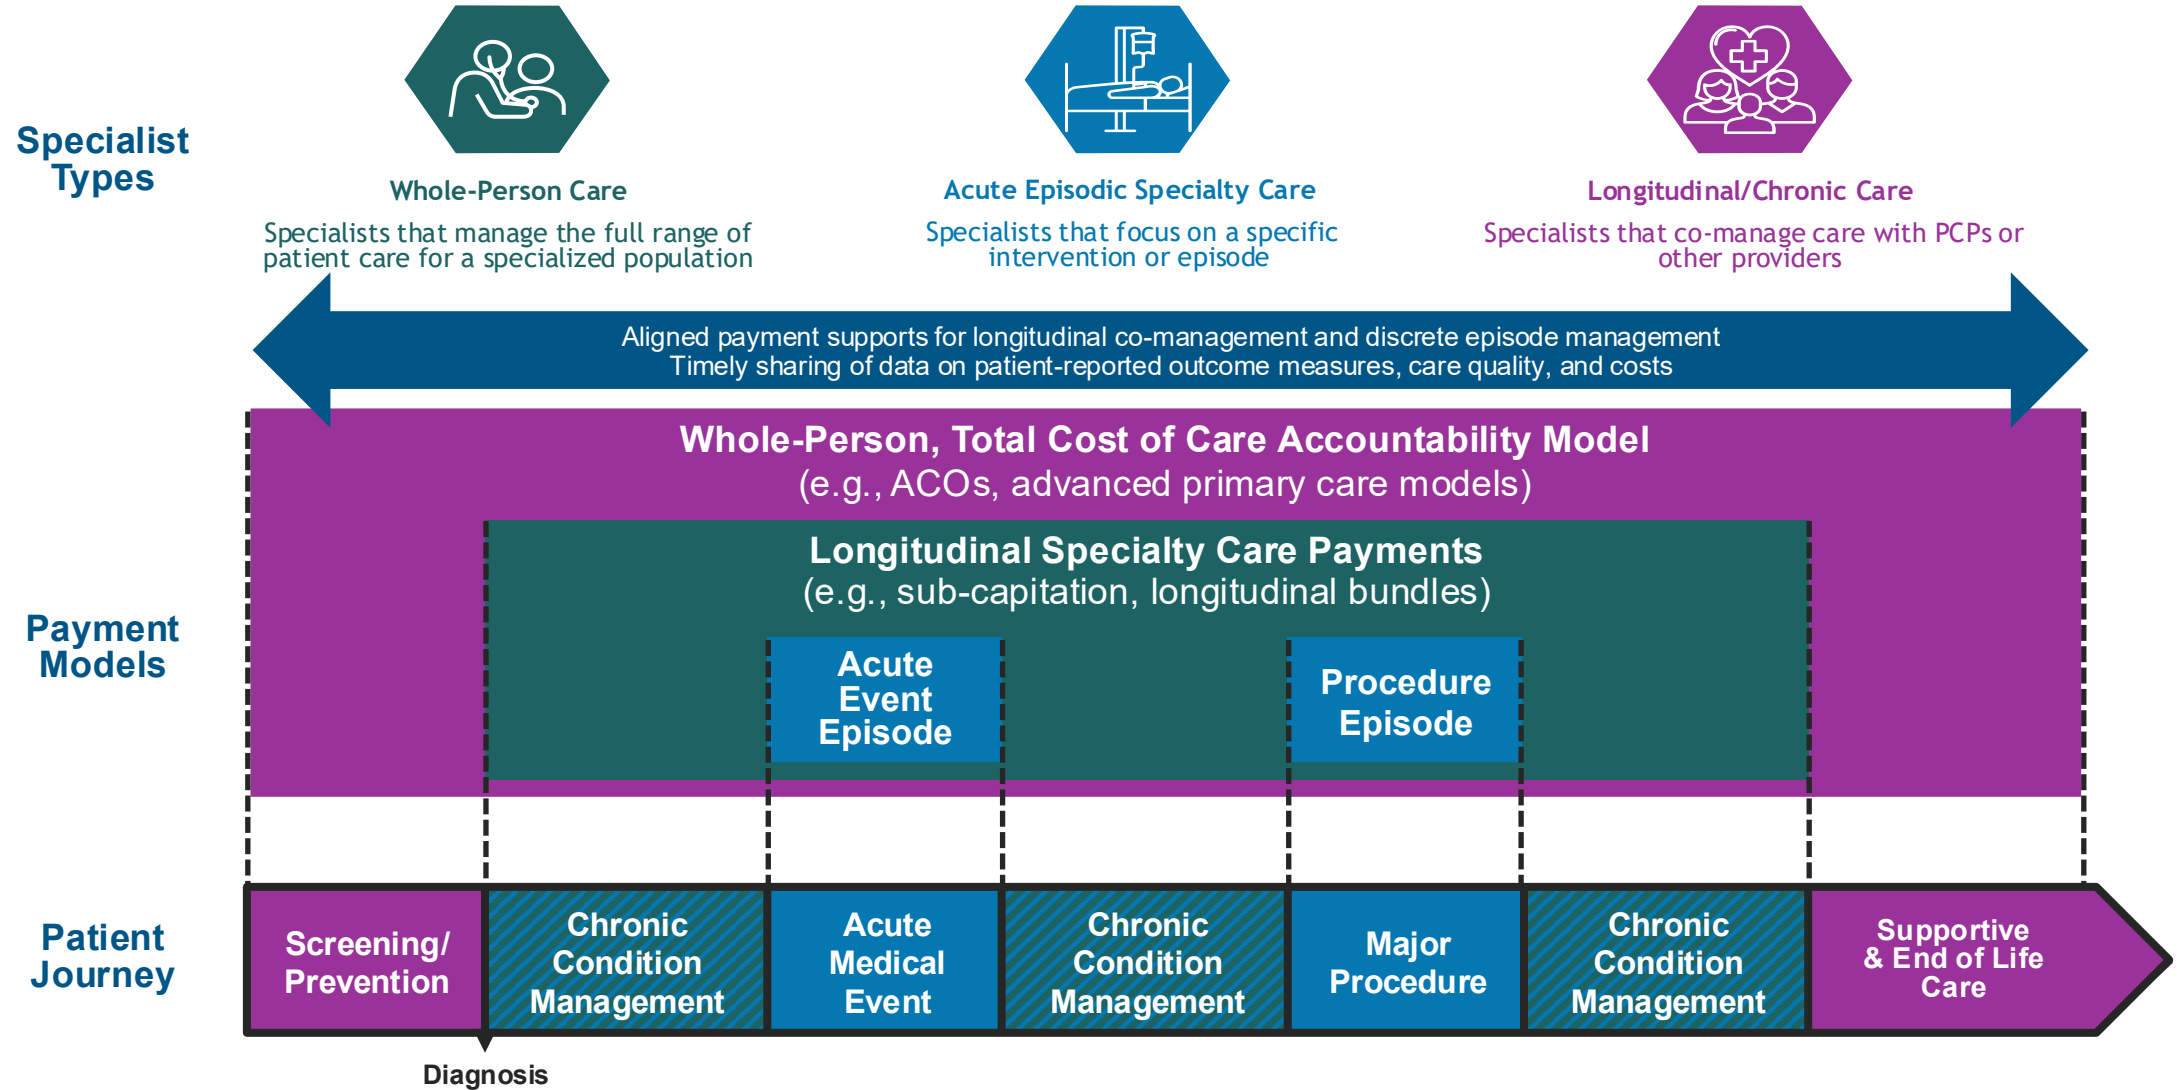 Specialist
Types
Whole-Person Care
Specialists that manage the full range of
patient care for a specialized population
Acute Episodic Specialty Care
Specialists that focus on a specific
intervention or episode
Longitudinal/Chronic Care
Specialists that co-manage care with PCPs or
other providers
Aligned payment supports for longitudinal co-management and discrete episode management
Timely sharing of data on patient-reported outcome measures, care quality, and costs
Payment
Models
Whole-Person, Total Cost of Care Accountability Model
(e.g., ACOs, advanced primary care models)
Longitudinal Specialty Care Payments
(e.g., sub-capitation, longitudinal bundles)
Acute
Event
Episode
Procedure
Episode
Patient
Journey
Screening/
Prevention
Chronic
Condition
Management
Acute
Medical
Event
Chronic
Condition
Management
Major
Procedure
Chronic
Condition
Management
Supportive
& End of Life
Care
Diagnosis